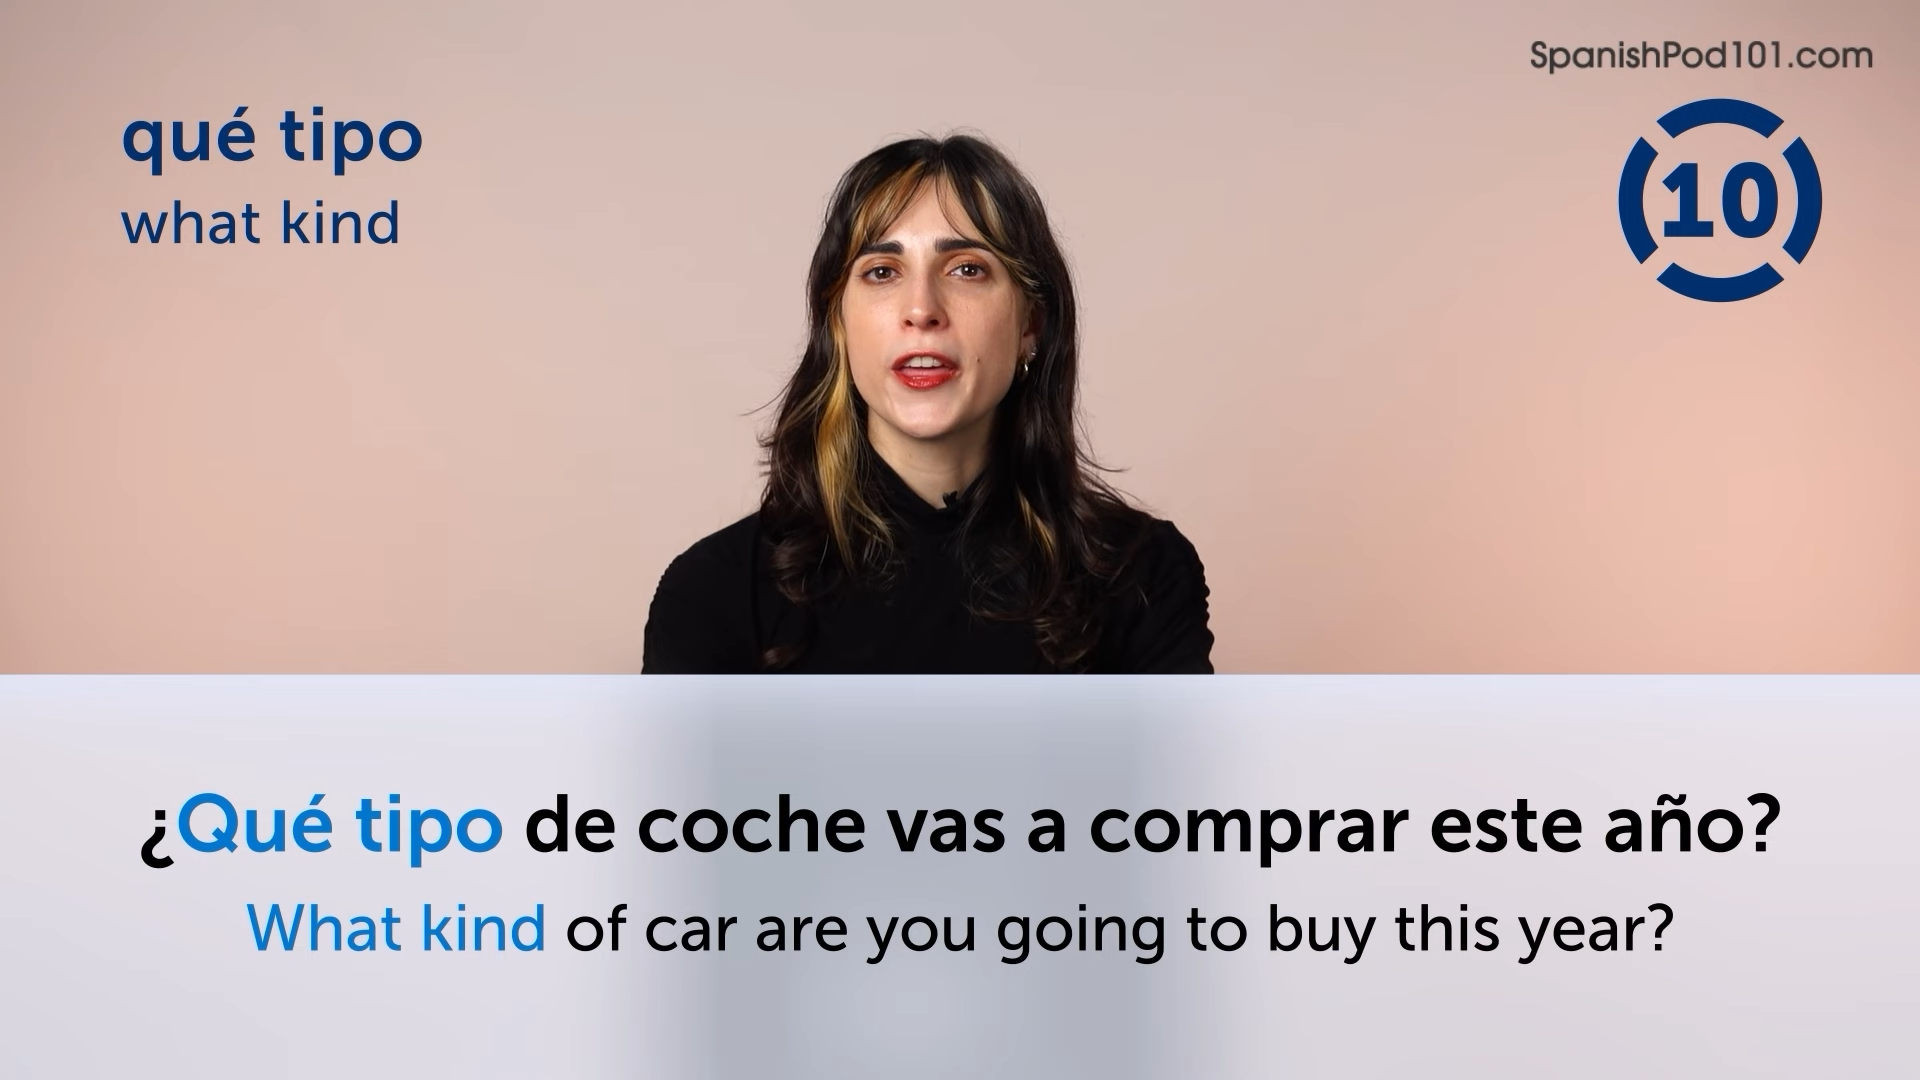 SpanishPod101.com
qué tipo
what kind
10
¿Qué tipo de coche vas a comprar este año?
What kind of car are you going to buy this year?